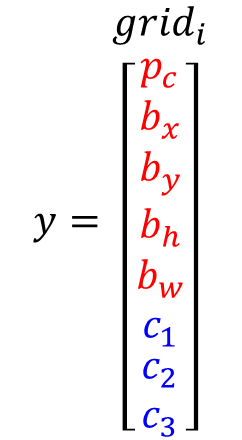 grid_i
p_c
b_x
b_y
y = b_h
b_w
c_1
c_2
c_3